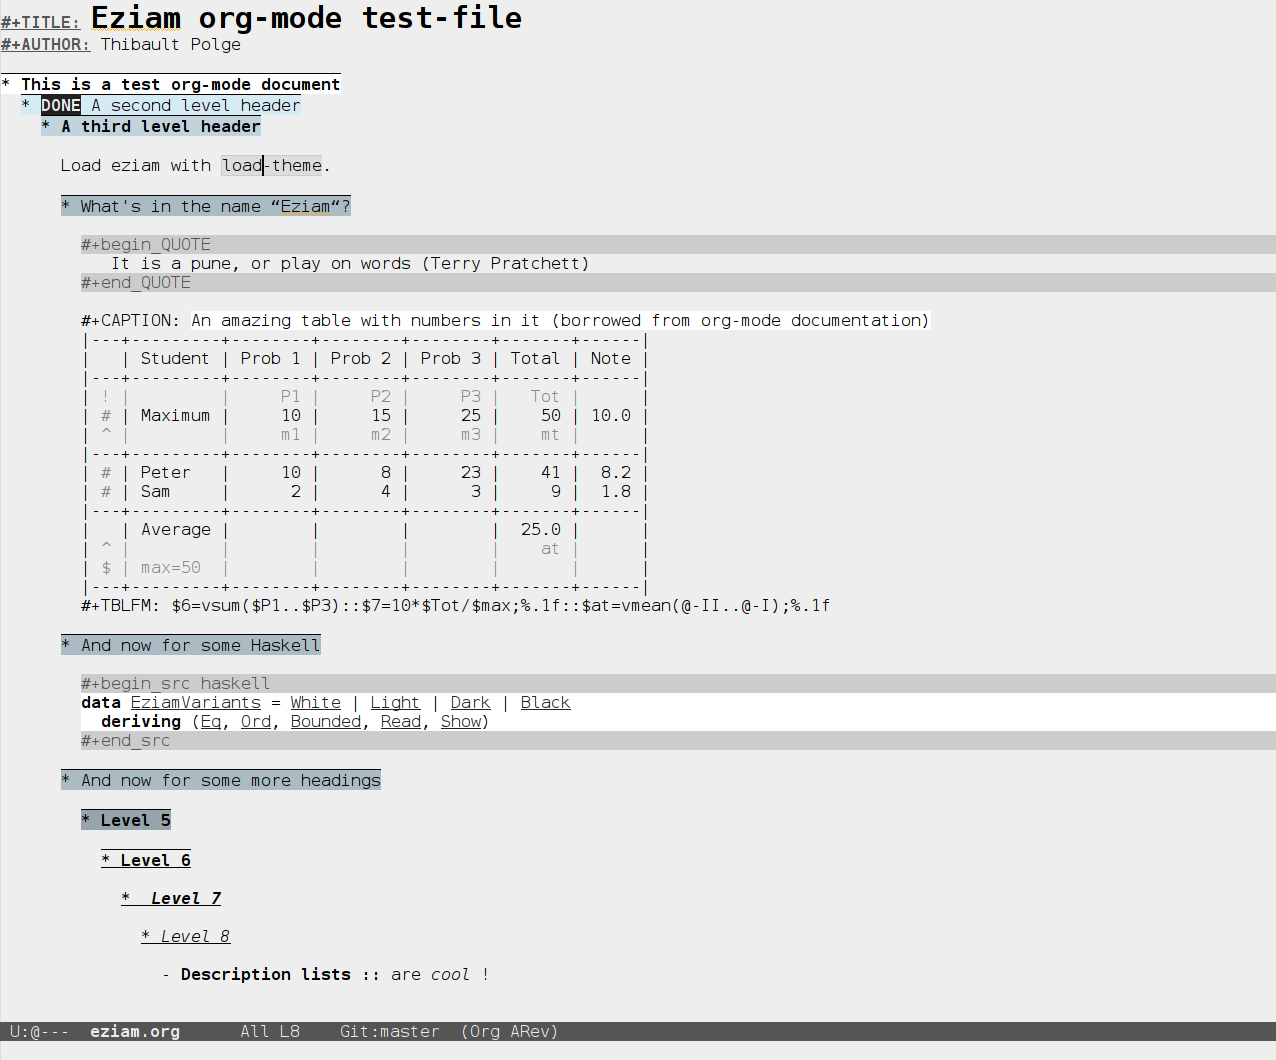 #+TITLE: Eziam org-mode test-file
#+AUTHOR: Thibault Polge

* This is a test org-mode document
  * DONE A second level header
    * A third level header

      Load eziam with load-theme.

      * What's in the name “Eziam“?

        #+begin_QUOTE
           It is a pune, or play on words (Terry Pratchett)
        #+end_QUOTE

        #+CAPTION: An amazing table with numbers in it (borrowed from org-mode documentation)
        |---+---------+--------+--------+--------+-------+------|
        |   | Student | Prob 1 | Prob 2 | Prob 3 | Total | Note |
        |---+---------+--------+--------+--------+-------+------|
        | ! |         |     P1 |     P2 |     P3 |   Tot |      |
        | # | Maximum |     10 |     15 |     25 |    50 | 10.0 |
        | ^ |         |     m1 |     m2 |     m3 |    mt |      |
        |---+---------+--------+--------+--------+-------+------|
        | # | Peter   |     10 |      8 |     23 |    41 |  8.2 |
        | # | Sam     |      2 |      4 |      3 |     9 |  1.8 |
        |---+---------+--------+--------+--------+-------+------|
        |   | Average |        |        |        |  25.0 |      |
        | ^ |         |        |        |        |    at |      |
        | $ | max=50  |        |        |        |       |      |
        |---+---------+--------+--------+--------+-------+------|
        #+TBLFM: $6=vsum($P1..$P3)::$7=10*$Tot/$max;%.1f::$at=vmean(@-II..@-I);%.1f

      * And now for some Haskell

        #+begin_src haskell
        data EziamVariants = White | Light | Dark | Black
          deriving (Eq, Ord, Bounded, Read, Show)
        #+end_src

      * And now for some more headings

        * Level 5

          * Level 6

            *  Level 7

              * Level 8

                - Description lists :: are cool !

U:@---  eziam.org      All L8    Git:master  (Org ARev)